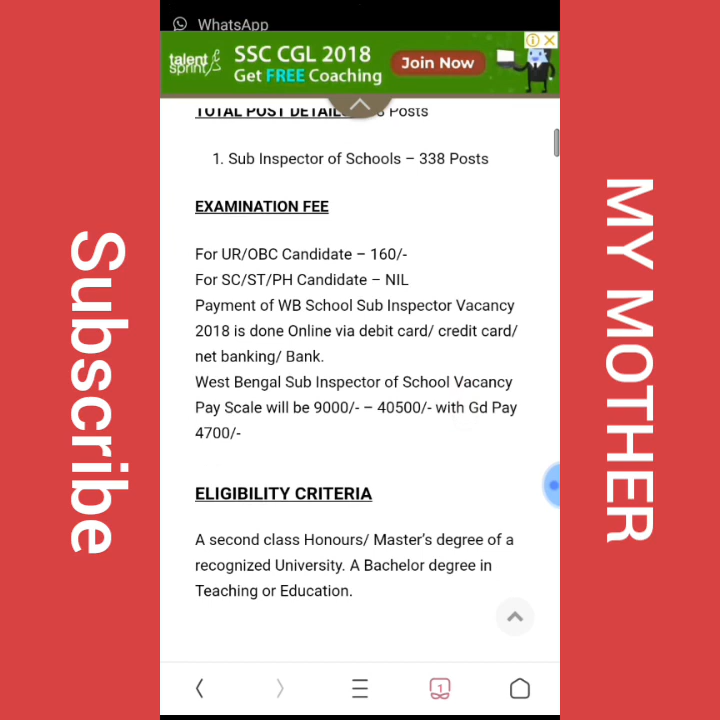 WhatsApp
talent
sprint
SSC CGL 2018
Get FREE Coaching
Join Now
TOTAL POST Posts
1. Sub Inspector of Schools – 338 Posts
EXAMINATION FEE
For UR/OBC Candidate – 160/-
For SC/ST/PH Candidate – NIL
Payment of WB School Sub Inspector Vacancy
2018 is done Online via debit card/ credit card/
net banking/ Bank.
West Bengal Sub Inspector of School Vacancy
Pay Scale will be 9000/- – 40500/- with Gd Pay
4700/-
ELIGIBILITY CRITERIA
A second class Honours/ Master’s degree of a
recognized University. A Bachelor degree in
Teaching or Education.
1
Subscribe
MY MOTHER